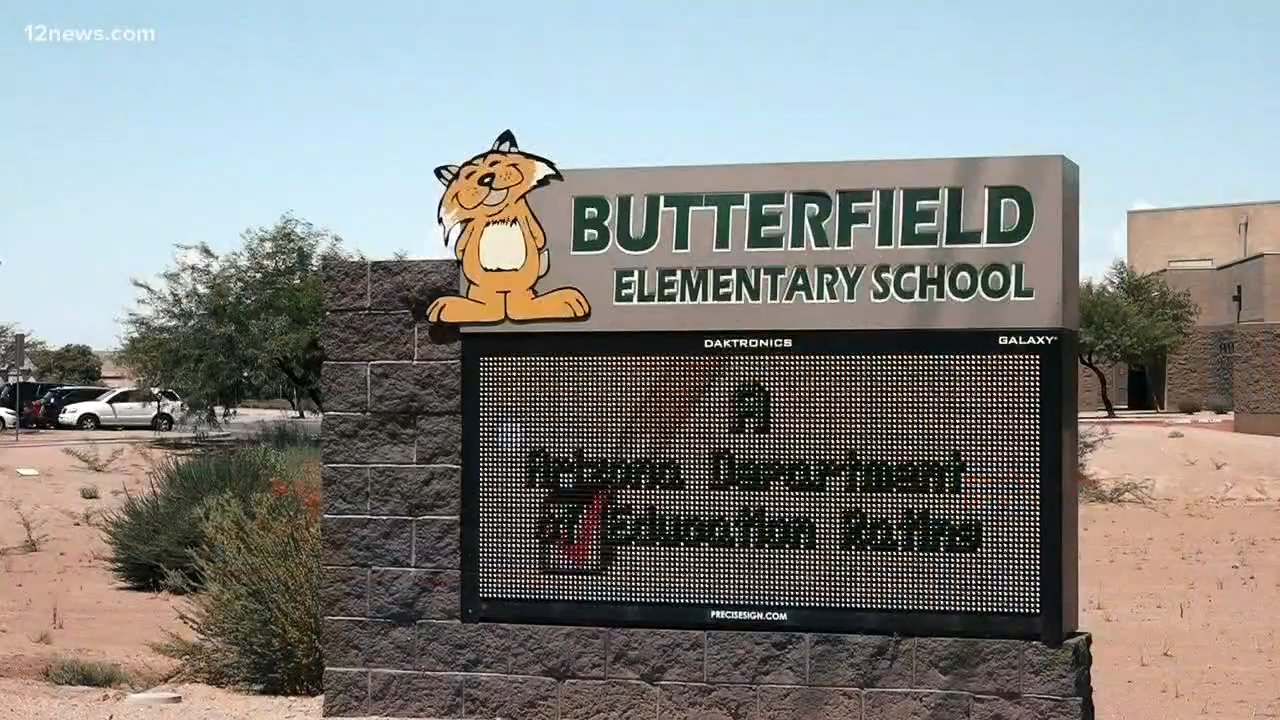 12news.com
BUTTERFIELD
ELEMENTARY SCHOOL
DAKTRONICS
GALAXY
A
Arizona Department
of Education Rating
PRECISESIGN.COM